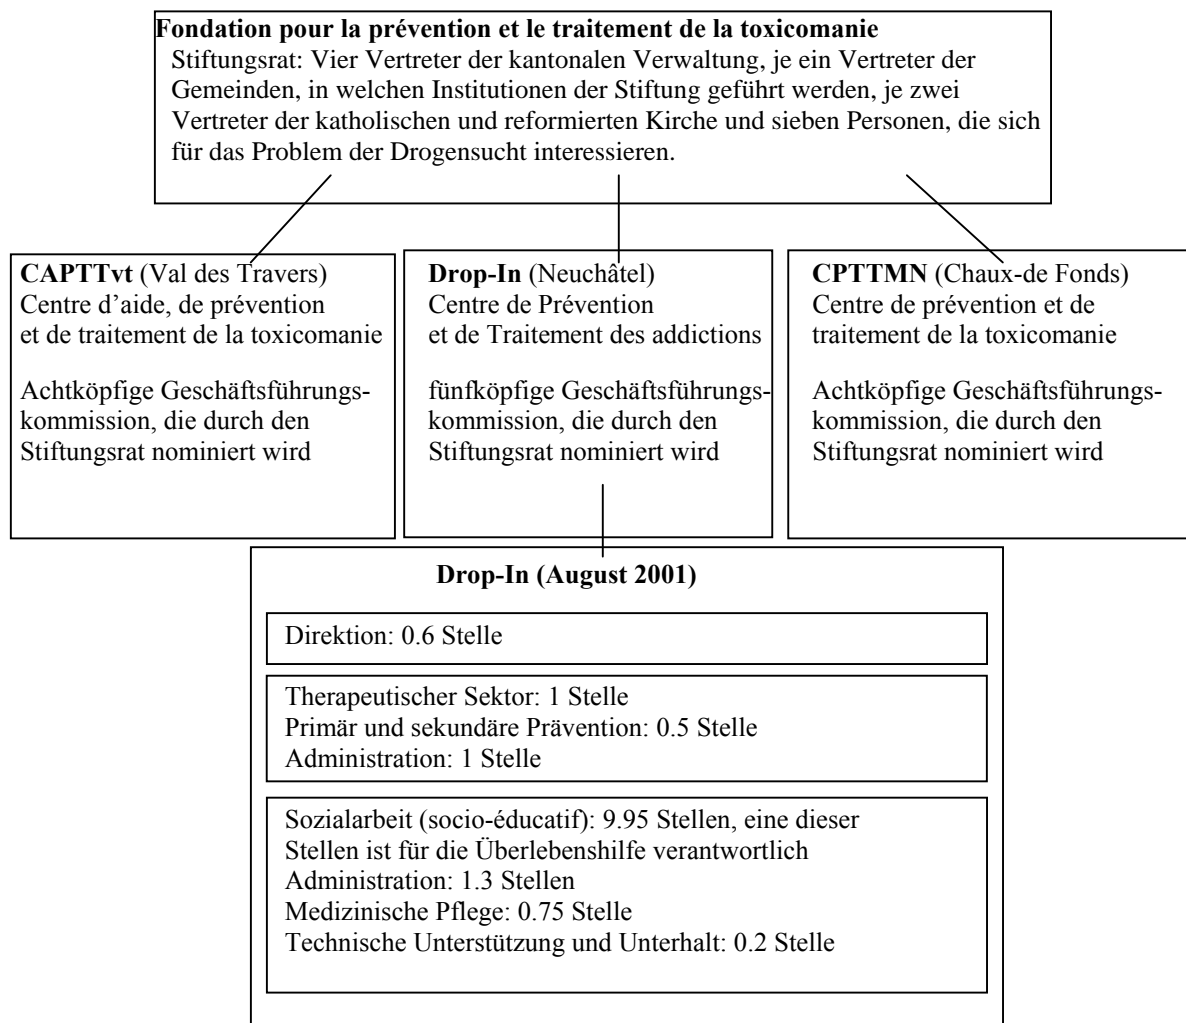 Fondation pour la prévention et le traitement de la toxicomanie
Stiftungsrat: Vier Vertreter der kantonalen Verwaltung, je ein Vertreter der
Gemeinden, in welchen Institutionen der Stiftung geführt werden, je zwei
Vertreter der katholischen und reformierten Kirche und sieben Personen, die sich
für das Problem der Drogensucht interessieren.
CAPTTvt (Val des Travers)
Centre d'aide, de prévention
et de traitement de la toxicomanie
Achtköpfige Geschäftsführungs-
kommission, die durch den
Stiftungsrat nominiert wird
Drop-In (Neuchâtel)
Centre de Prévention
et de Traitement des addictions
fünfköpfige Geschäftsführungs-
kommission, die durch den
Stiftungsrat nominiert wird
CPTTMN (Chaux-de Fonds)
Centre de prévention et de
traitement de la toxicomanie
Achtköpfige Geschäftsführungs-
kommission, die durch den
Stiftungsrat nominiert wird
Drop-In (August 2001)
Direktion: 0.6 Stelle
Therapeutischer Sektor: 1 Stelle
Primär und sekundäre Prävention: 0.5 Stelle
Administration: 1 Stelle
Sozialarbeit (socio-éducatif): 9.95 Stellen, eine dieser
Stellen ist für die Überlebenshilfe verantwortlich
Administration: 1.3 Stellen
Medizinische Pflege: 0.75 Stelle
Technische Unterstützung und Unterhalt: 0.2 Stelle